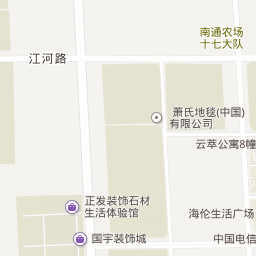 南通农场
十七大队
江河路
萧氏地毯(中国)
有限公司
云萃公寓8幢
正发装饰石材
生活体验馆
海伦生活广场
国宇装饰城
中国电信